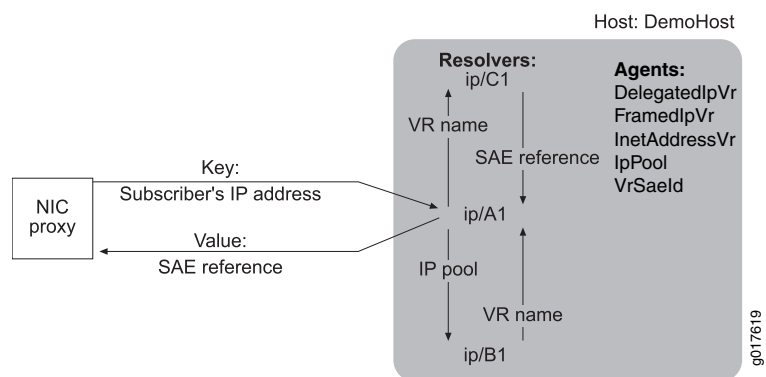 Host: DemoHost
Resolvers:
ip/C1
Agents:
DelegatedIpVr
FramedIpVr
InetAddressVr
IpPool
VrSaeId
VR name
SAE reference
Key:
Subscriber's IP address
NIC
proxy
ip/A1
Value:
SAE reference
IP pool
VR name
ip/B1
g017619